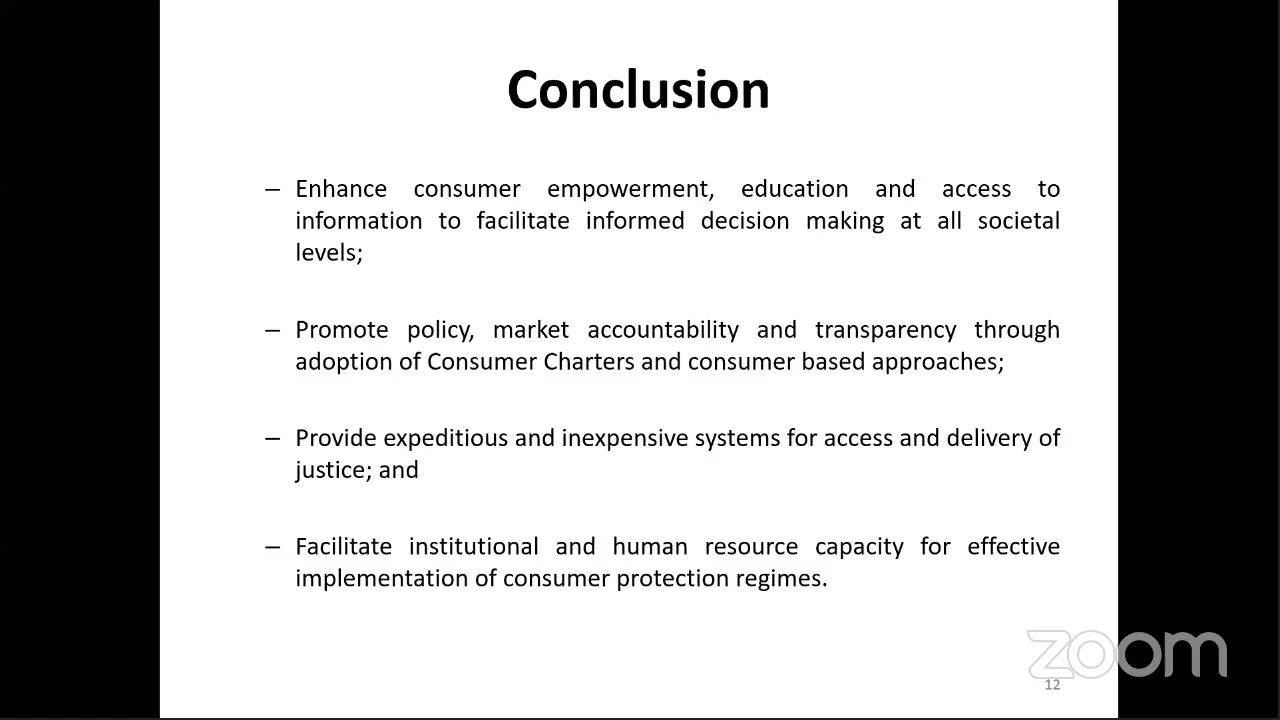 Conclusion
– Enhance consumer empowerment, education and access to
information to facilitate informed decision making at all societal
levels;
– Promote policy, market accountability and transparency through
adoption of Consumer Charters and consumer based approaches;
– Provide expeditious and inexpensive systems for access and delivery of
justice; and
– Facilitate institutional and human resource capacity for effective
implementation of consumer protection regimes.
zoom
12